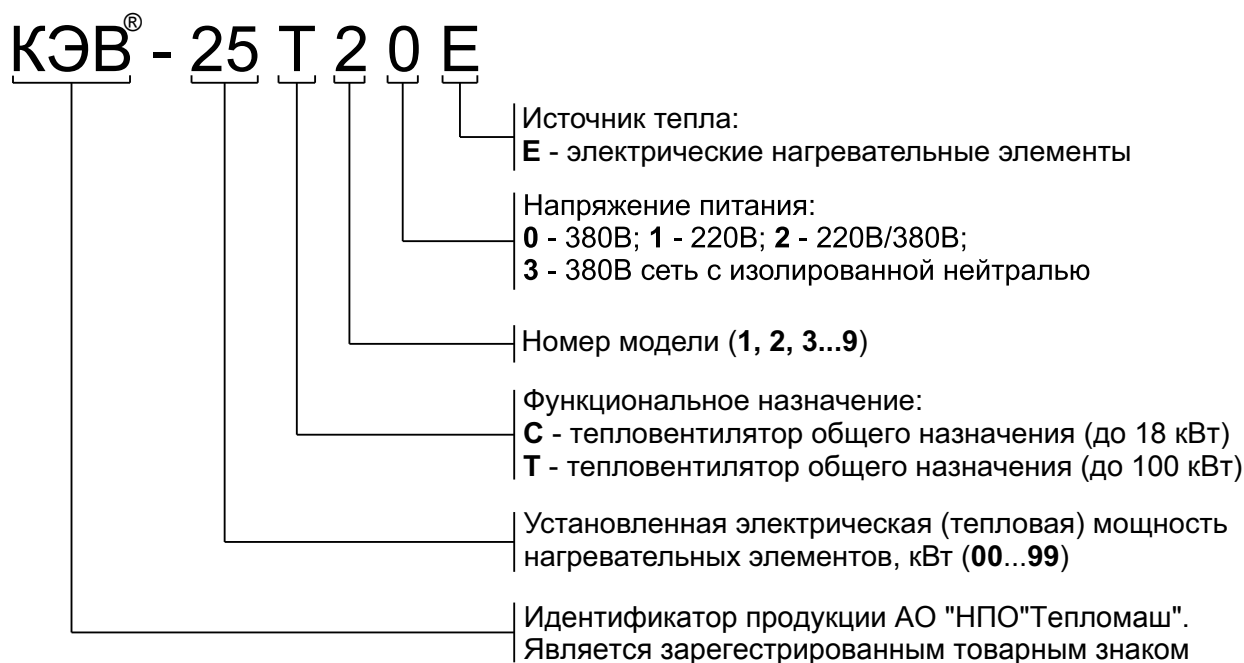 КЭВ® - 25 Т 2 0 Е
Источник тепла:
Е - электрические нагревательные элементы
Напряжение питания:
0 - 380В; 1 - 220В; 2 - 220В/380В;
3 - 380В сеть с изолированной нейтралью
Номер модели (1, 2, 3...9)
Функциональное назначение:
С - тепловентилятор общего назначения (до 18 кВт)
Т - тепловентилятор общего назначения (до 100 кВт)
Установленная электрическая (тепловая) мощность
нагревательных элементов, кВт (00...99)
Идентификатор продукции АО "НПО"Тепломаш".
Является зарегестрированным товарным знаком